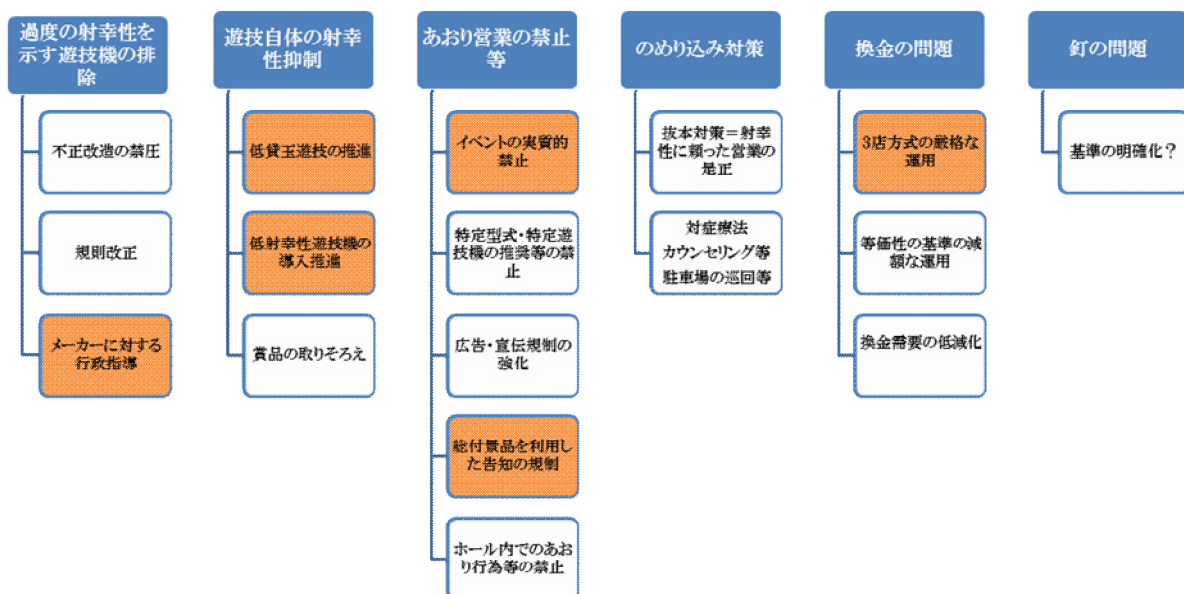 過度の射幸性を
示す遊技機の排
除
不正改造の禁圧
規則改正
メーカーに対する
行政指導
遊技自体の射幸
性抑制
低貸玉遊技の推進
低射幸性遊技機の
導入推進
賞品の取りそろえ
あおり営業の禁止
等
イベントの実質的
禁止
特定型式・特定遊
技機の推奨等の禁
止
広告・宣伝規制の
強化
総付景品を利用し
た告知の規制
ホール内でのあお
り行為等の禁止
のめり込み対策
抜本対策＝射幸
性に頼った営業の
是正
対症療法
カウンセリング等
駐車場の巡回等
換金の問題
3店方式の厳格な
運用
等価性の基準の減
額な運用
換金需要の低減化
釘の問題
基準の明確化？